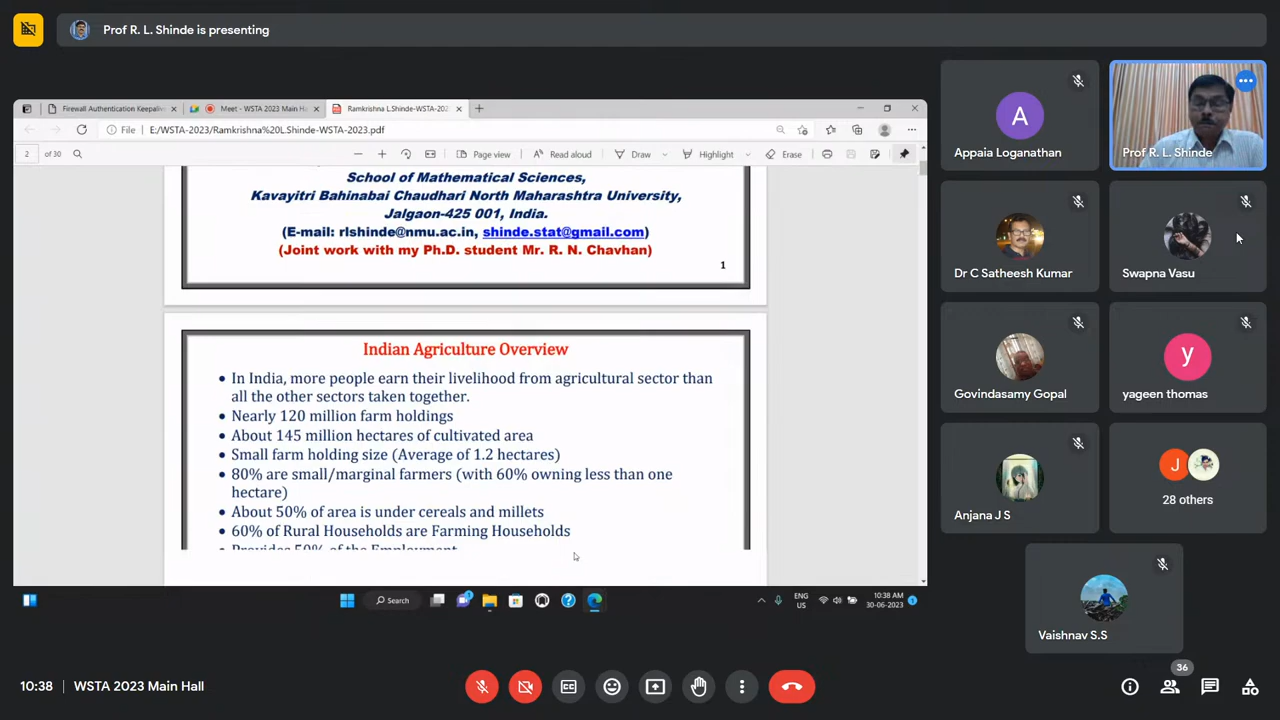 Prof R. L. Shinde is presenting
Firewall Authentication Keepaliv
Meet - WSTA 2023 Main H
Ramkrishna L.Shinde-WSTA-202
File
E:/WSTA-2023/Ramkrishna%20L.Shinde-WSTA-2023.pdf
2 of 30
Page view
Read aloud
Draw
Highlight
Erase
School of Mathematical Sciences,
Kavayitri Bahinabai Chaudhari North Maharashtra University,
Jalgaon-425 001, India.
(E-mail: rlshinde@nmu.ac.in, shinde.stat@gmail.com)
(Joint work with my Ph.D. student Mr. R. N. Chavhan)
1
Indian Agriculture Overview
• In India, more people earn their livelihood from agricultural sector than
all the other sectors taken together.
• Nearly 120 million farm holdings
• About 145 million hectares of cultivated area
• Small farm holding size (Average of 1.2 hectares)
• 80% are small/marginal farmers (with 60% owning less than one
hectare)
• About 50% of area is under cereals and millets
• 60% of Rural Households are Farming Households
• Provides 50% of the Employment
Search
ENG
US
10:38 AM
30-06-2023
A
Appaia Loganathan
Prof R. L. Shinde
Dr C Satheesh Kumar
Swapna Vasu
Govindasamy Gopal
y
yageen thomas
Anjana J S
J
28 others
Vaishnav S.S
10:38 | WSTA 2023 Main Hall
36